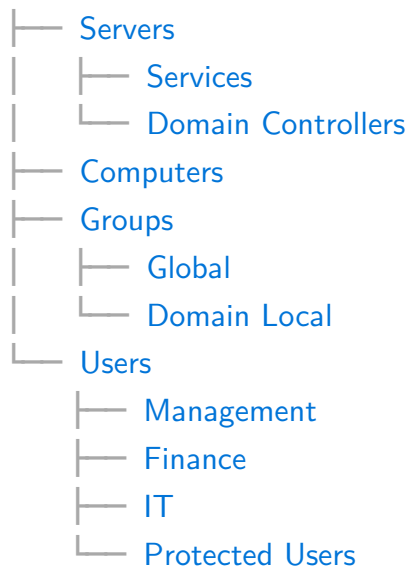 Servers
Services
Domain Controllers
Computers
Groups
Global
Domain Local
Users
Management
Finance
IT
Protected Users